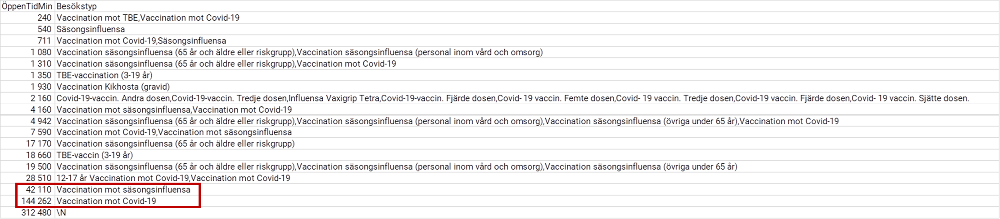 ÖppenTidMin Besökstyp
240 Vaccination mot TBE,Vaccination mot Covid-19
540 Säsongsinfluensa
711 Vaccination mot Covid-19,Säsongsinfluensa
1 080 Vaccination säsongsinfluensa (65 år och äldre eller riskgrupp),Vaccination säsongsinfluensa (personal inom vård och omsorg)
1 310 Vaccination säsongsinfluensa (65 år och äldre eller riskgrupp),Vaccination mot Covid-19
1 350 TBE-vaccination (3-19 år)
1 930 Vaccination Kikhosta (gravid)
2 160 Covid-19-vaccin. Andra dosen,Covid-19-vaccin. Tredje dosen,Influensa Vaxigrip Tetra,Covid-19-vaccin. Fjärde dosen,Covid- 19 vaccin. Femte dosen,Covid- 19 vaccin. Tredje dosen,Covid-19 vaccin. Fjärde dosen,Covid- 19 vaccin. Sjätte dosen.
4 160 Vaccination mot säsongsinfluensa,Vaccination mot Covid-19
4 942 Vaccination säsongsinfluensa (65 år och äldre eller riskgrupp),Vaccination säsongsinfluensa (personal inom vård och omsorg),Vaccination säsongsinfluensa (övriga under 65 år),Vaccination mot Covid-19
7 590 Vaccination mot Covid-19,Vaccination mot säsongsinfluensa
17 170 Vaccination säsongsinfluensa (65 år och äldre eller riskgrupp)
18 660 TBE-vaccin (3-19 år)
19 500 Vaccination säsongsinfluensa (65 år och äldre eller riskgrupp),Vaccination säsongsinfluensa (personal inom vård och omsorg),Vaccination säsongsinfluensa (övriga under 65 år)
28 510 12-17 år Vaccination mot Covid-19,Vaccination mot Covid-19
42 110 Vaccination mot säsongsinfluensa
144 262 Vaccination mot Covid-19
312 480 \N